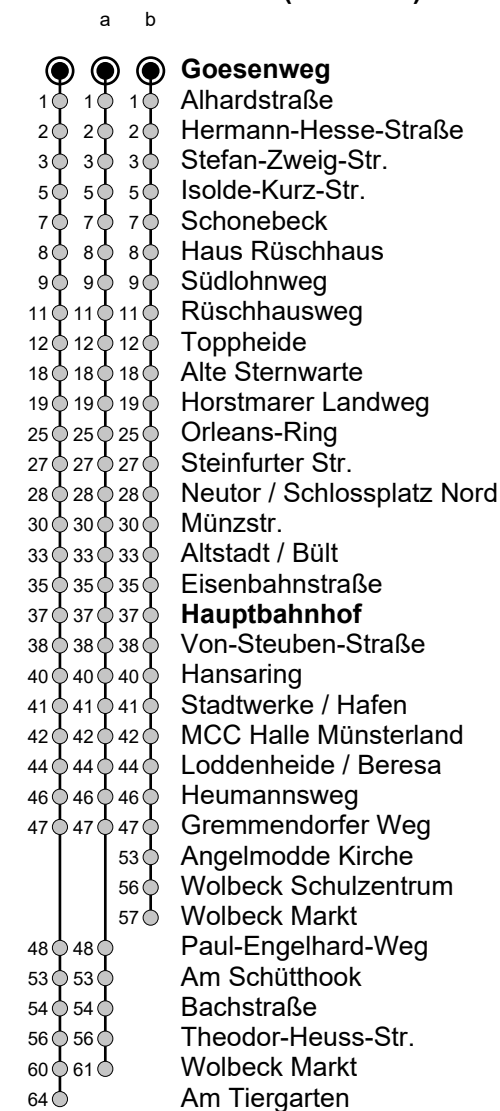 a b
Goesenweg
1 1 1 Alhardstraße
2 2 2 Hermann-Hesse-Straße
3 3 3 Stefan-Zweig-Str.
5 5 5 Isolde-Kurz-Str.
7 7 7 Schonebeck
8 8 8 Haus Rüschhaus
9 9 9 Südlohnweg
11 11 11 Rüschhausweg
12 12 12 Toppheide
18 18 18 Alte Sternwarte
19 19 19 Horstmarer Landweg
25 25 25 Orleans-Ring
27 27 27 Steinfurter Str.
28 28 28 Neutor / Schlossplatz Nord
30 30 30 Münzstr.
33 33 33 Altstadt / Bült
35 35 35 Eisenbahnstraße
37 37 37 Hauptbahnhof
38 38 38 Von-Steuben-Straße
40 40 40 Hansaring
41 41 41 Stadtwerke / Hafen
42 42 42 MCC Halle Münsterland
44 44 44 Loddenheide / Beresa
46 46 46 Heumannsweg
47 47 47 Gremmendorfer Weg
53 Angelmodde Kirche
56 Wolbeck Schulzentrum
57 Wolbeck Markt
48 48 Paul-Engelhard-Weg
53 53 Am Schütthook
54 54 Bachstraße
56 56 Theodor-Heuss-Str.
60 61 Wolbeck Markt
64 Am Tiergarten